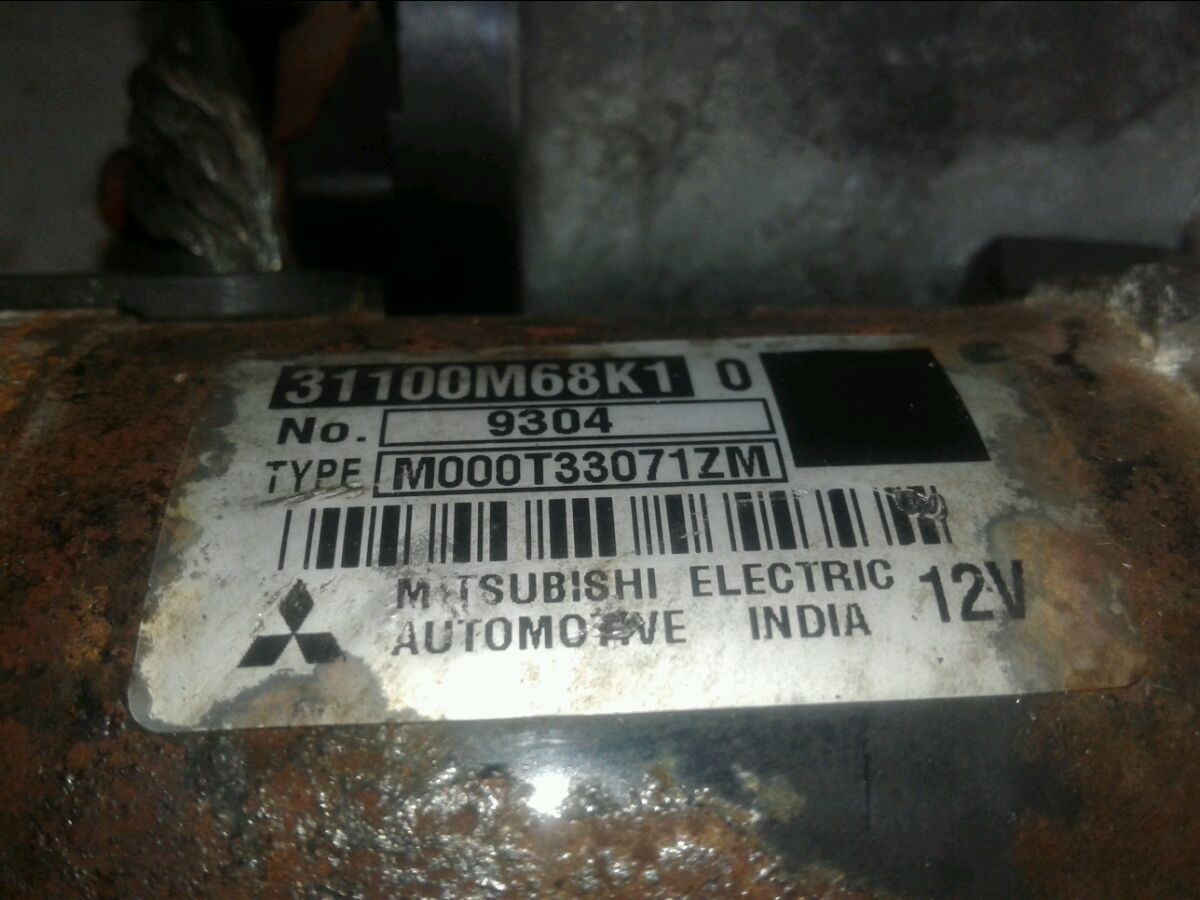 31100M68K1 0
No. 9304
TYPE M000T33071ZM
MITSUBISHI ELECTRIC
AUTOMOTIVE INDIA 12V